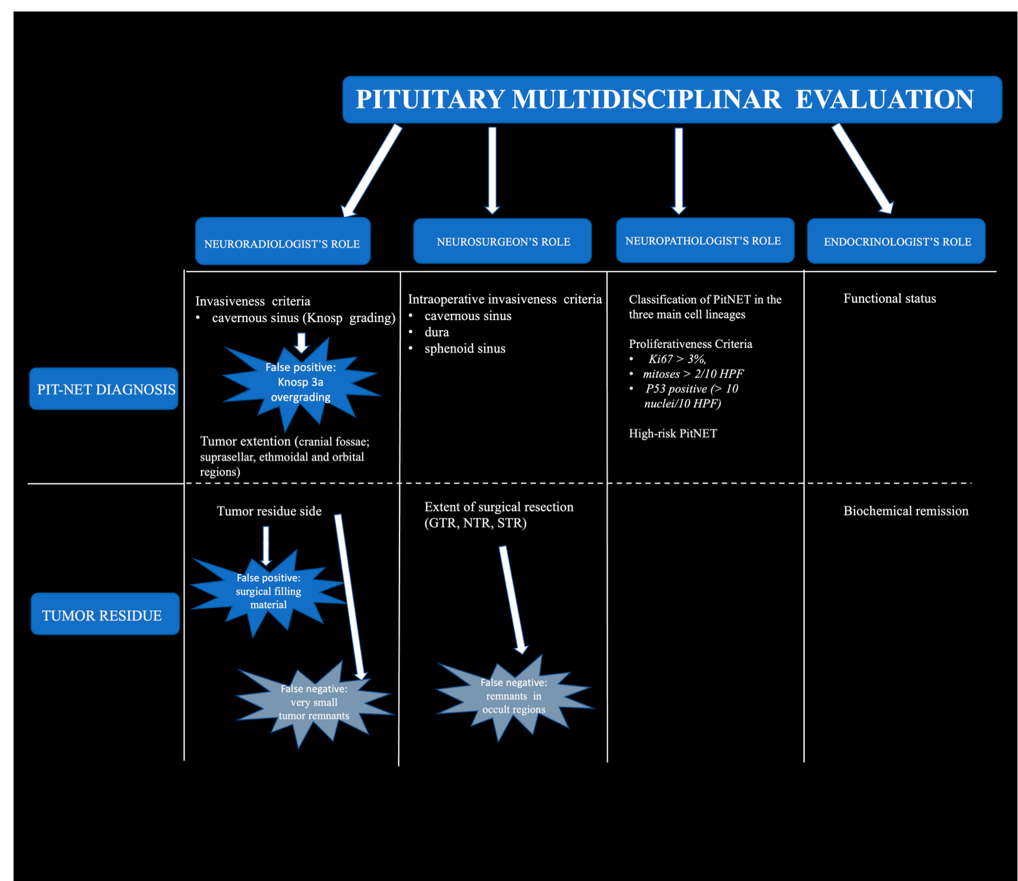 PITUITARY MULTIDISCIPLINAR EVALUATION
NEURORADIOLOGIST'S ROLE
NEUROSURGEON'S ROLE
NEUROPATHOLOGIST'S ROLE
ENDOCRINOLOGIST'S ROLE
PIT-NET DIAGNOSIS
Invasiveness criteria
• cavernous sinus (Knosp grading)
False positive:
Knosp 3a
overgrading
Tumor extention (cranial fossae;
suprasellar, ethmoidal and orbital
regions)
Intraoperative invasiveness criteria
• cavernous sinus
• dura
• sphenoid sinus
Classification of PitNET in the
three main cell lineages
Proliferativeness Criteria
• Ki67 > 3%,
• mitoses > 2/10 HPF
• P53 positive (> 10
nuclei/10 HPF)
High-risk PitNET
Functional status
TUMOR RESIDUE
Tumor residue side
False positive:
surgical filling
material
False negative:
very small
tumor remnants
Extent of surgical resection
(GTR, NTR, STR)
False negative:
remnants in
occult regions
Biochemical remission